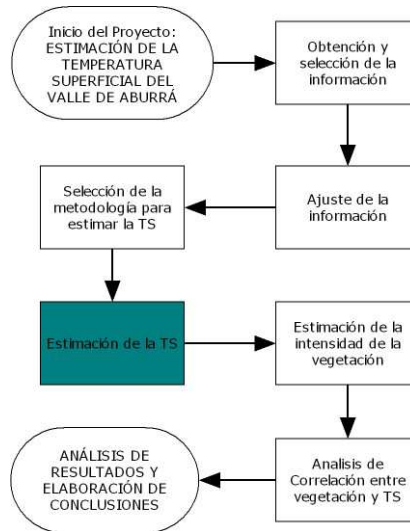 Inicio del Proyecto:
ESTIMACIÓN DE LA
TEMPERATURA
SUPERFICIAL DEL
VALLE DE ABURRÁ
Obtención y
selección de la
información
Ajuste de la
información
Selección de la
metodología para
estimar la TS
Estimación de la TS
Estimación de la
intensidad de la
vegetación
Analisis de
Correlación entre
vegetación y TS
ANÁLISIS DE
RESULTADOS Y
ELABORACIÓN DE
CONCLUSIONES